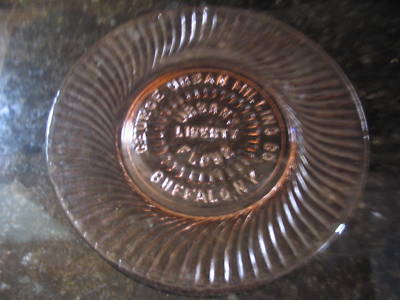 GEORGE URBAN MILLING CO
URBAN'S
LIBERTY
FLOUR
BUFFALO N.Y.